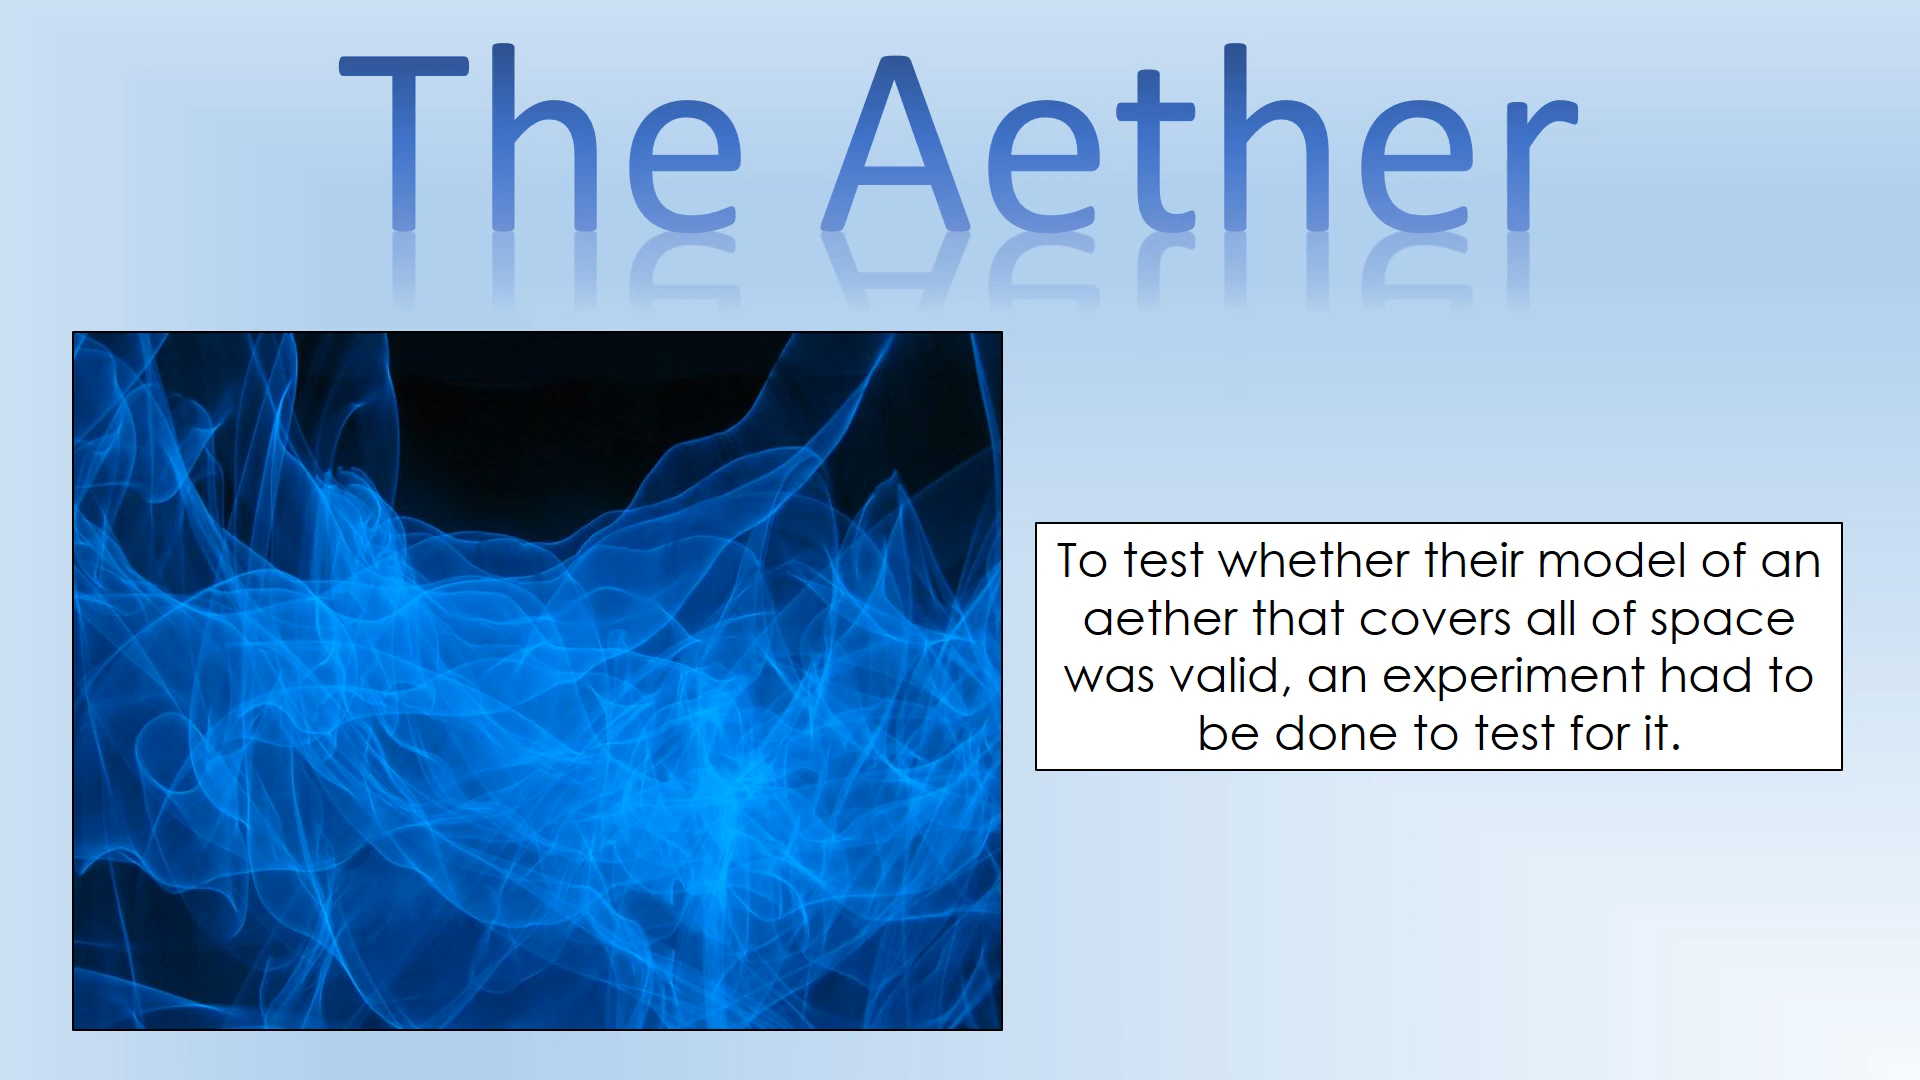 The Aether
To test whether their model of an
aether that covers all of space
was valid, an experiment had to
be done to test for it.